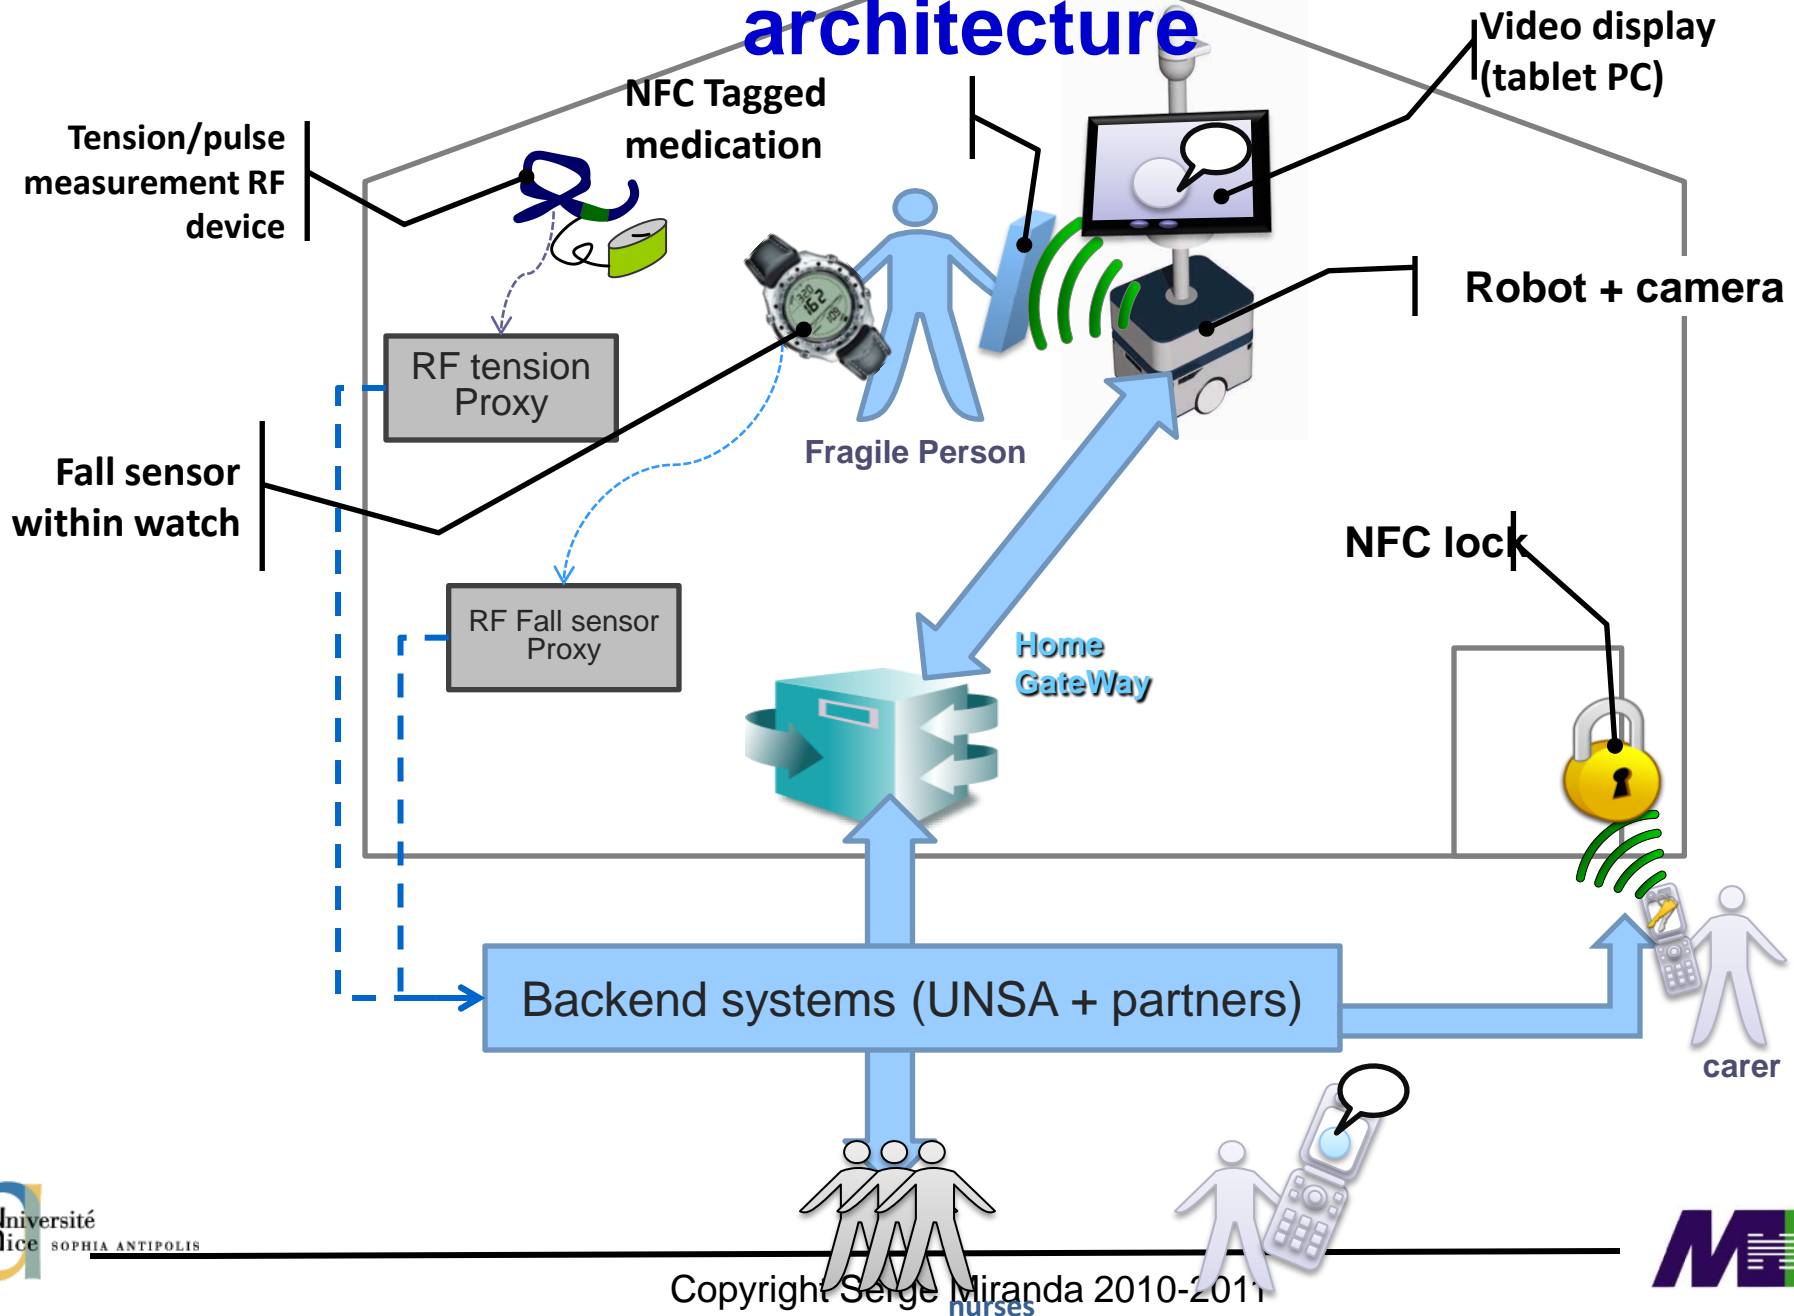 architecture
Video display
(tablet PC)
NFC Tagged
medication
Tension/pulse
measurement RF
device
Robot + camera
RF tension
Proxy
Fragile Person
Fall sensor
within watch
NFC lock
RF Fall sensor
Proxy
Home
GateWay
Backend systems (UNSA + partners)
carer
niversité
ice SOPHIA ANTIPOLIS
Copyright Serge Miranda 2010-2011
nurses